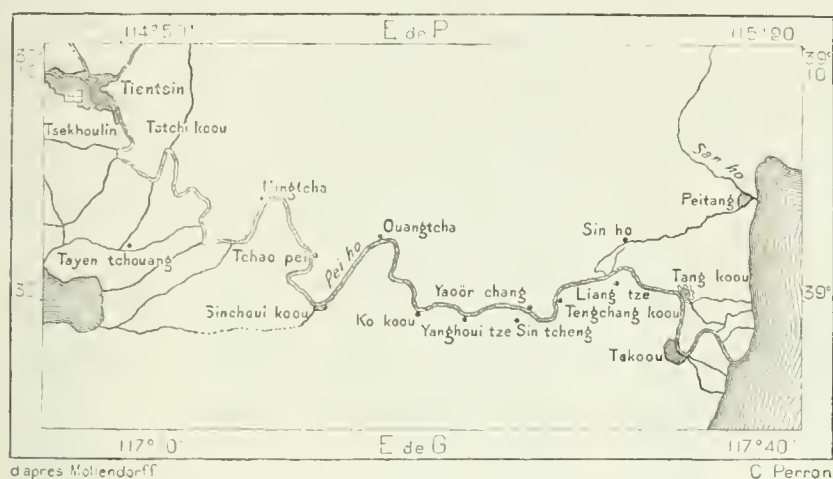 114°50' E de P 115°20'
39°
10'
Tientsin
Tsekhoulin
Tatchi koou
San ho
Peitang
Ouangtcha
Sin ho
Tayen tchouang
Tchao pei
Pei ho
Tang koou
Yaoör chang
Liang tze
39°
Sinchoui koou
Ko koou
Tengchang koou
Yanghoui tze
Sin tcheng
Takoou
117°0' E de G 117°40'
d'après Mollendorff
C Perron